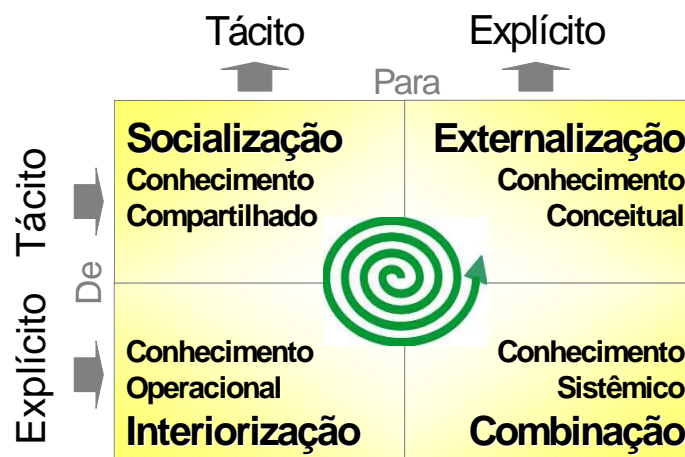 Tácito
Explícito
Para
Tácito
De
Explícito
Socialização
Conhecimento
Compartilhado
Externalização
Conhecimento
Conceitual
Conhecimento
Operacional
Interiorização
Conhecimento
Sistêmico
Combinação